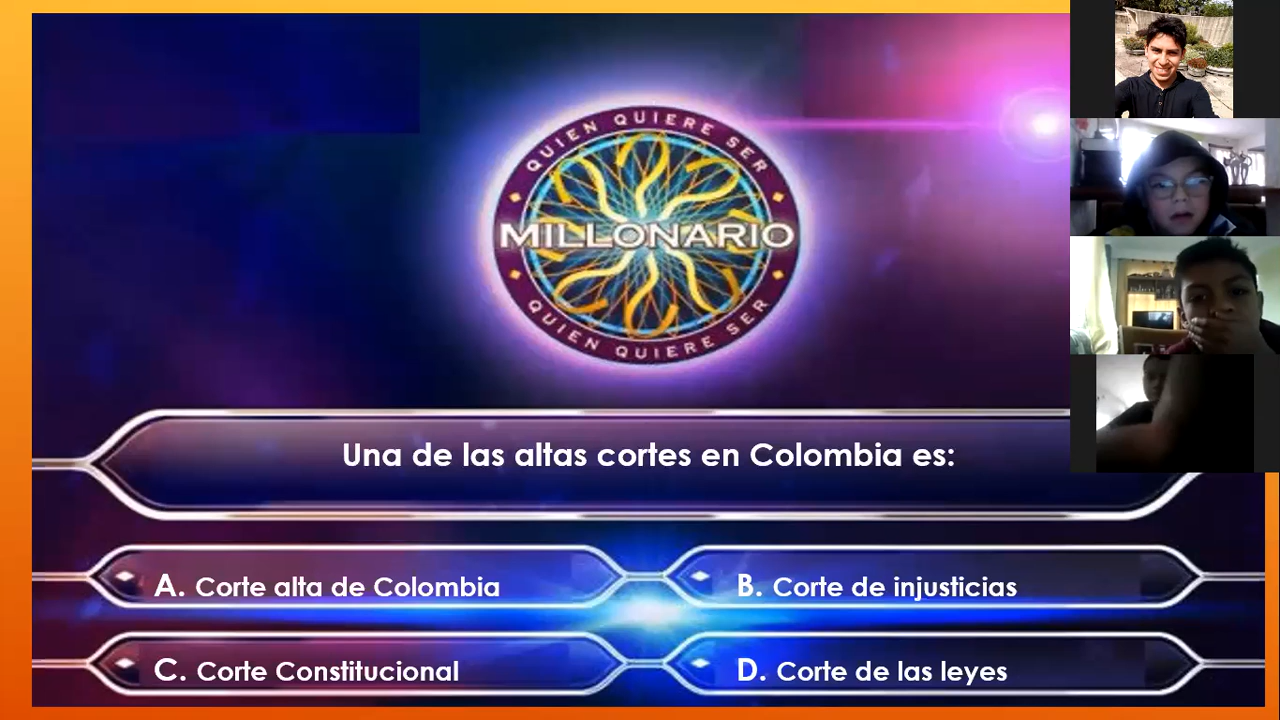 QUIEN QUIERE SER
MILLONARIO
QUIEN QUIERE SER
Una de las altas cortes en Colombia es:
A. Corte alta de Colombia
B. Corte de injusticias
C. Corte Constitucional
D. Corte de las leyes